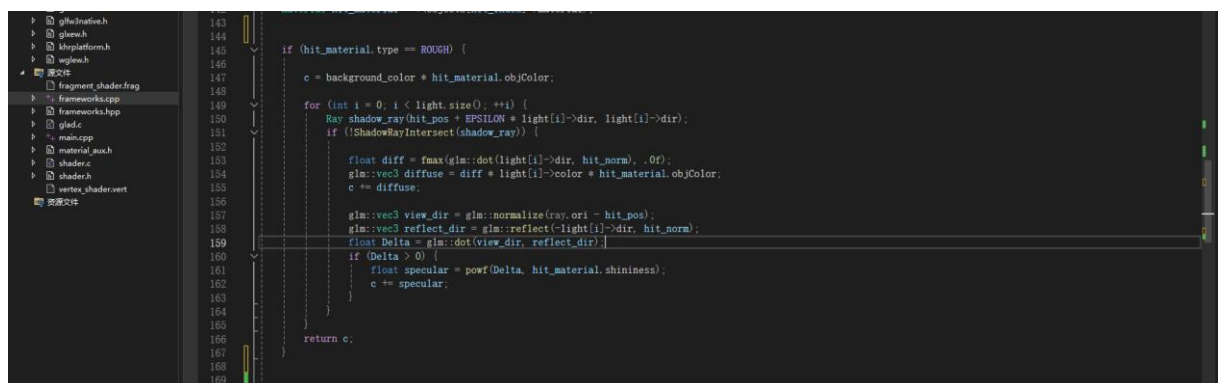 glfw3native.h
glxew.h
khrplatform.h
wglew.h
源文件
fragment_shader.frag
frameworks.cpp
frameworks.hpp
glad.c
main.cpp
material_aux.h
shader.c
shader.h
vertex_shader.vert
资源文件
143
144
145 if (hit_material.type == ROUGH) {
146
147 c = background_color * hit_material.objColor;
148
149 for (int i = 0; i < light.size(); ++i) {
150 Ray shadow_ray(hit_pos + EPSILON * light[i]->dir, light[i]->dir);
151 if (!ShadowRayIntersect(shadow_ray)) {
152
153 float diff = fmax(glm::dot(light[i]->dir, hit_norm), .0f);
154 glm::vec3 diffuse = diff * light[i]->color * hit_material.objColor;
155 c += diffuse;
156
157 glm::vec3 view_dir = glm::normalize(ray.ori - hit_pos);
158 glm::vec3 reflect_dir = glm::reflect(-light[i]->dir, hit_norm);
159 float Delta = glm::dot(view_dir, reflect_dir);
160 if (Delta > 0) {
161 float specular = powf(Delta, hit_material.shininess);
162 c += specular;
163 }
164 }
165 }
166 return c;
167 }
168
169